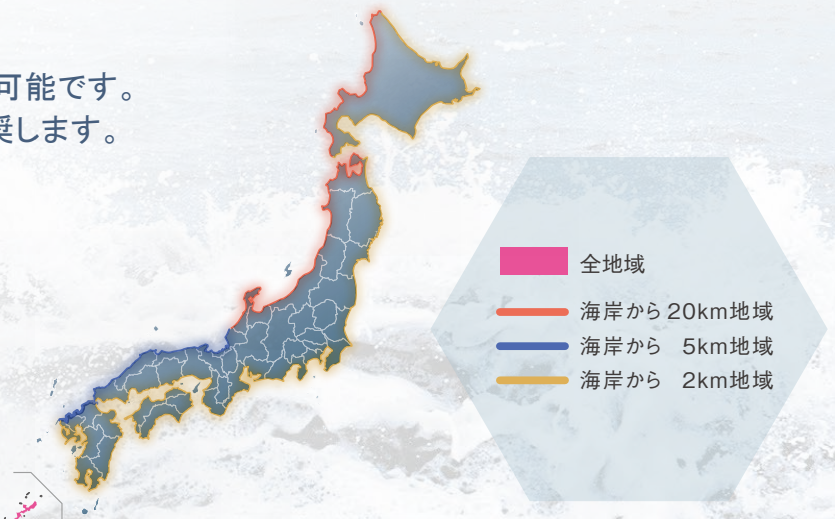 可能です。
奨します。
全地域
海岸から 20km地域
海岸から　5km地域
海岸から　2km地域